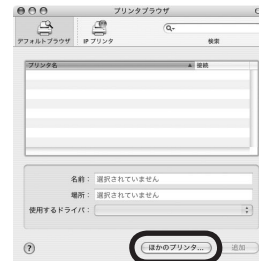 プリンタブラウザ
デフォルトブラウザ IP プリンタ 検索
プリンタ名 接続
名前： 選択されていません
場所： 選択されていません
使用するドライバ：
? ほかのプリンタ... 追加